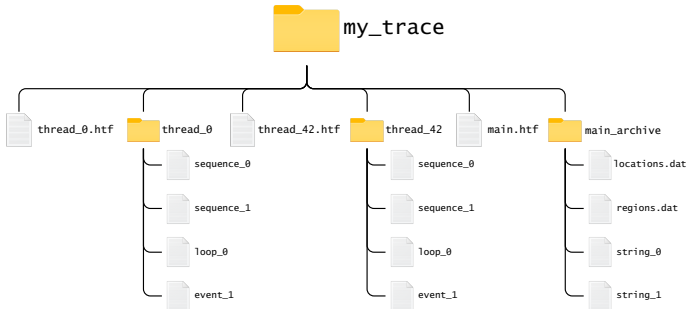 my_trace
thread_0.htf
thread_0
thread_42.htf
thread_42
main.htf
main_archive
sequence_0
sequence_0
locations.dat
sequence_1
sequence_1
regions.dat
loop_0
loop_0
string_0
event_1
event_1
string_1